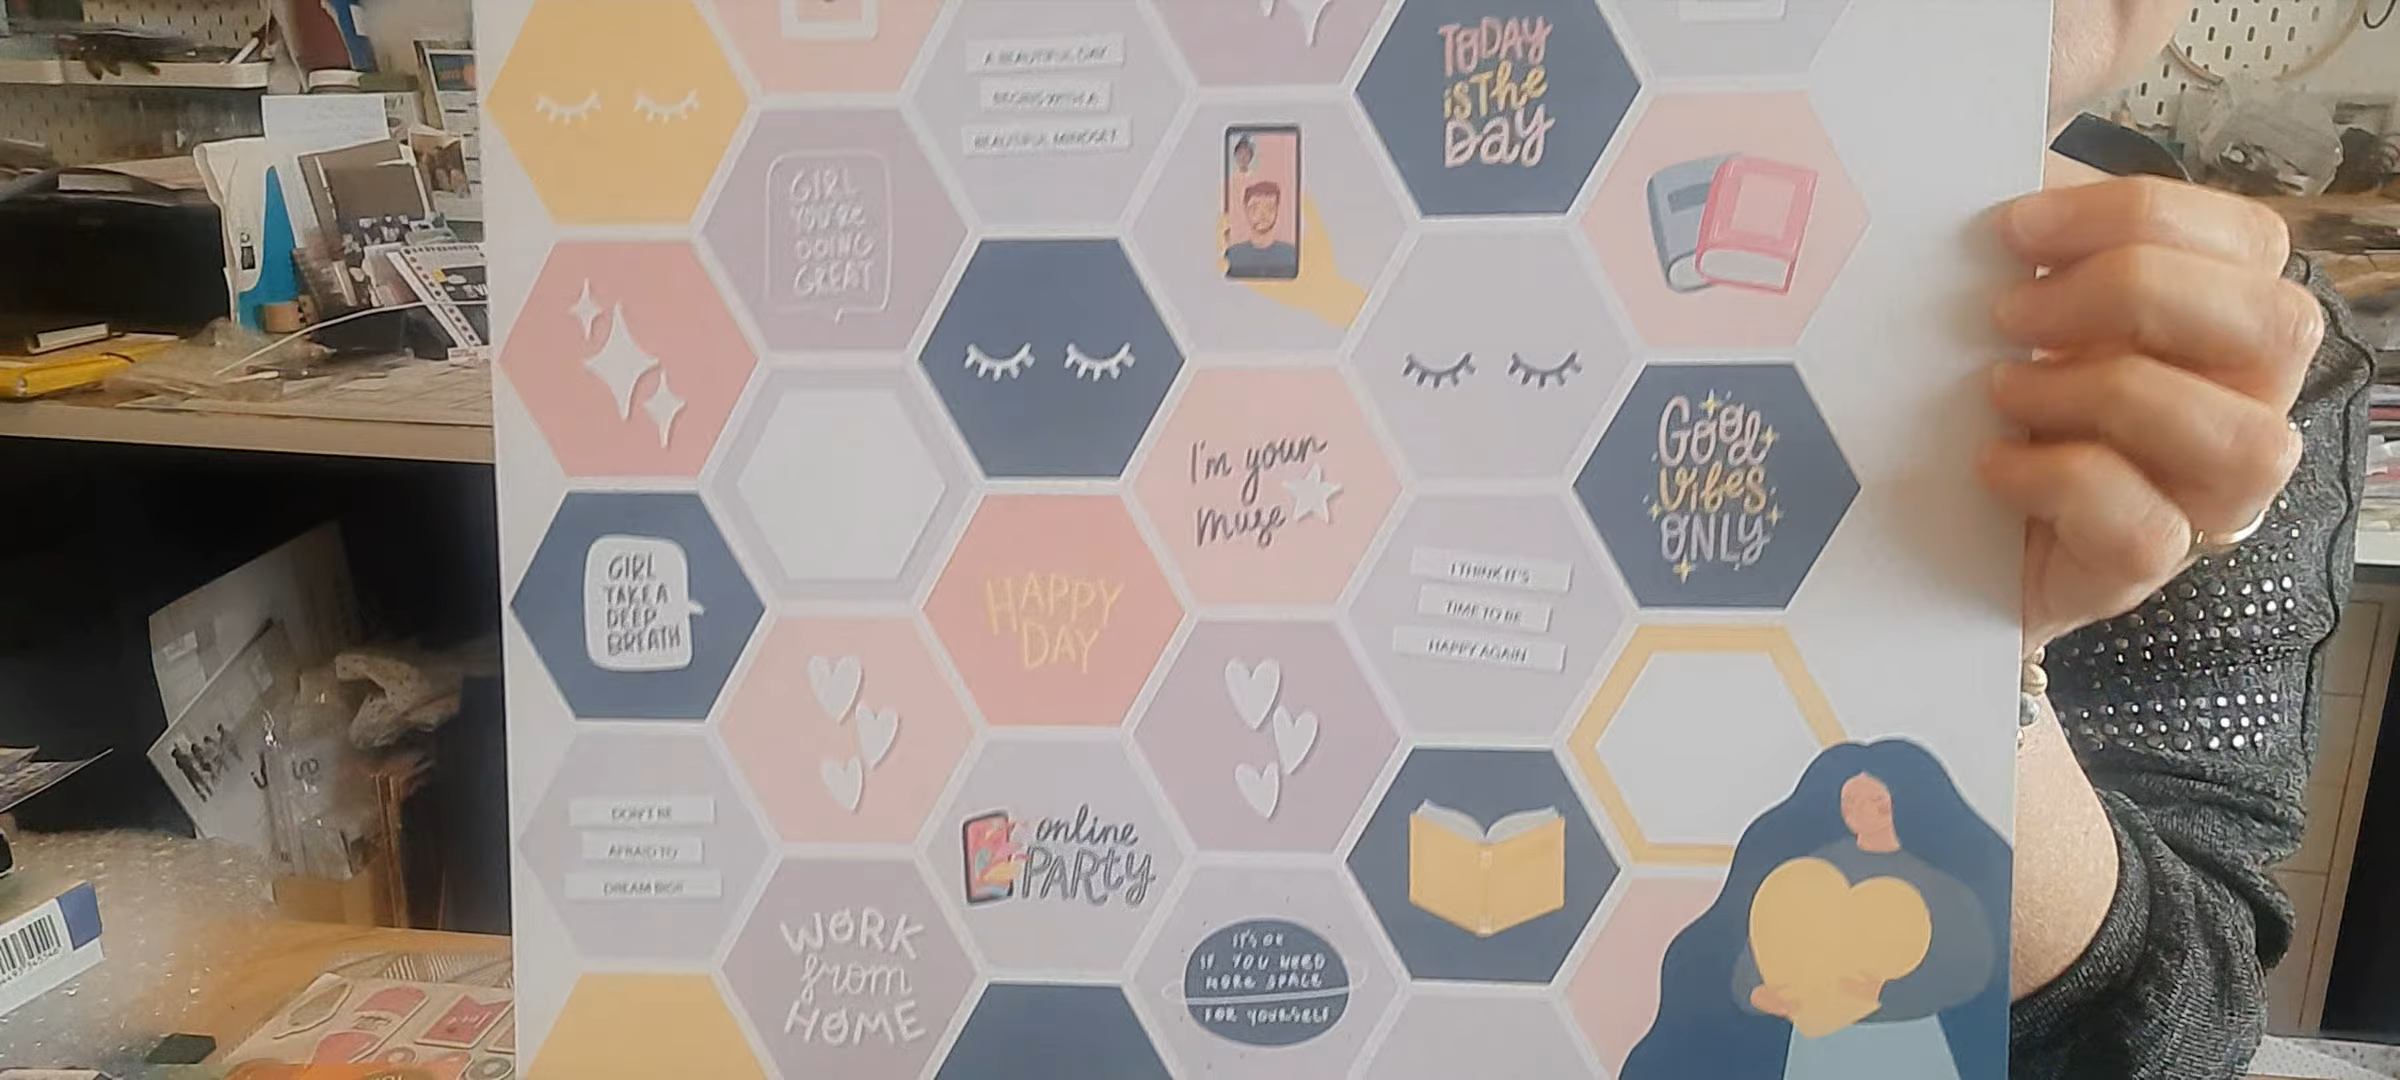 A BEAUTIFUL DAY
BEGINS WITH A
BEAUTIFUL MINDSET
TODAY
is The
Day
GIRL
YOU'RE
DOING
GREAT
I'm your
muse
Good
Vibes
ONLY
GIRL
TAKE A
DEEP
BREATH
HAPPY
DAY
I THINK IT'S
TIME TO BE
HAPPY AGAIN
DON'T BE
AFRAID TO
DREAM BIG
online
PARTY
WORK
from
HOME
IT'S OK
IF YOU NEED
MORE SPACE
FOR YOURSELF